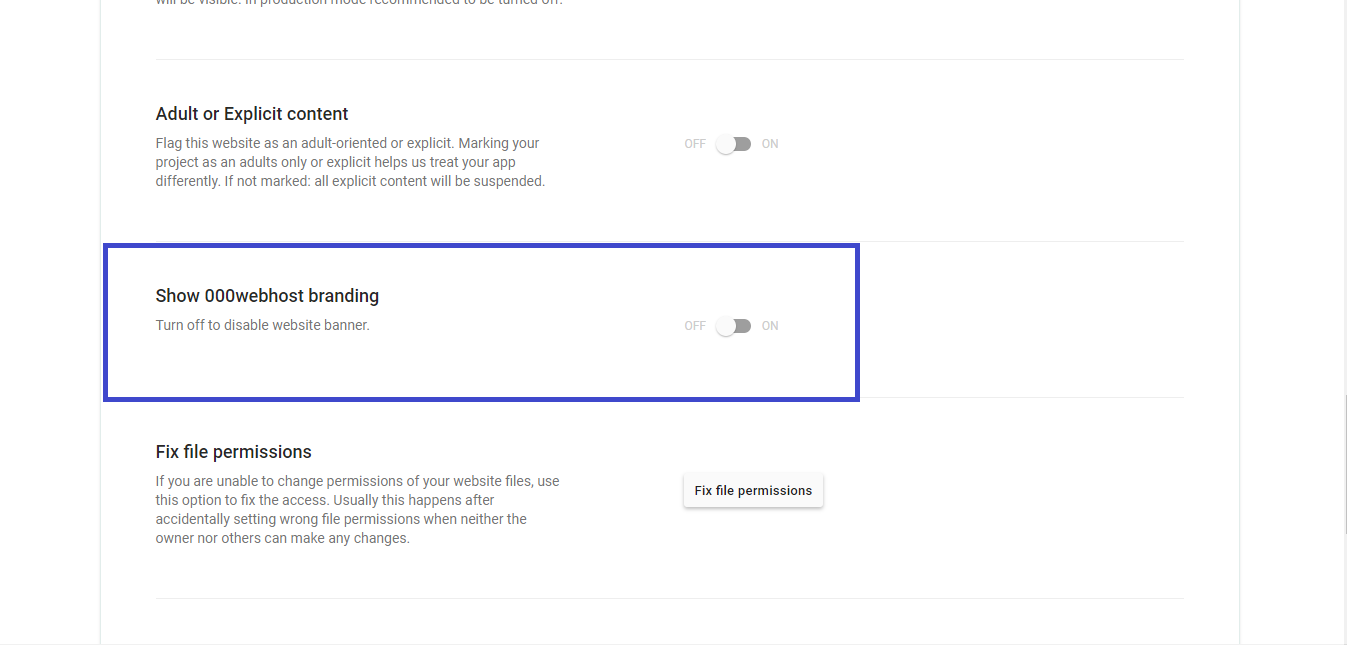 will be visible. In production mode recommended to be turned off.
Adult or Explicit content
Flag this website as an adult-oriented or explicit. Marking your
project as an adults only or explicit helps us treat your app
differently. If not marked: all explicit content will be suspended.
OFF ON
Show 000webhost branding
Turn off to disable website banner.
OFF ON
Fix file permissions
If you are unable to change permissions of your website files, use
this option to fix the access. Usually this happens after
accidentally setting wrong file permissions when neither the
owner nor others can make any changes.
Fix file permissions